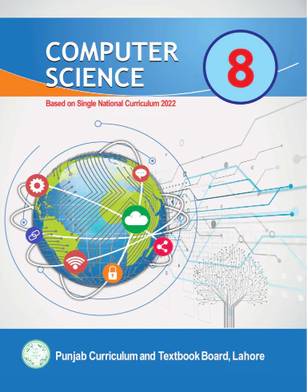 COMPUTER
SCIENCE
8
Based on Single National Curriculum 2022
Punjab Curriculum and Textbook Board, Lahore